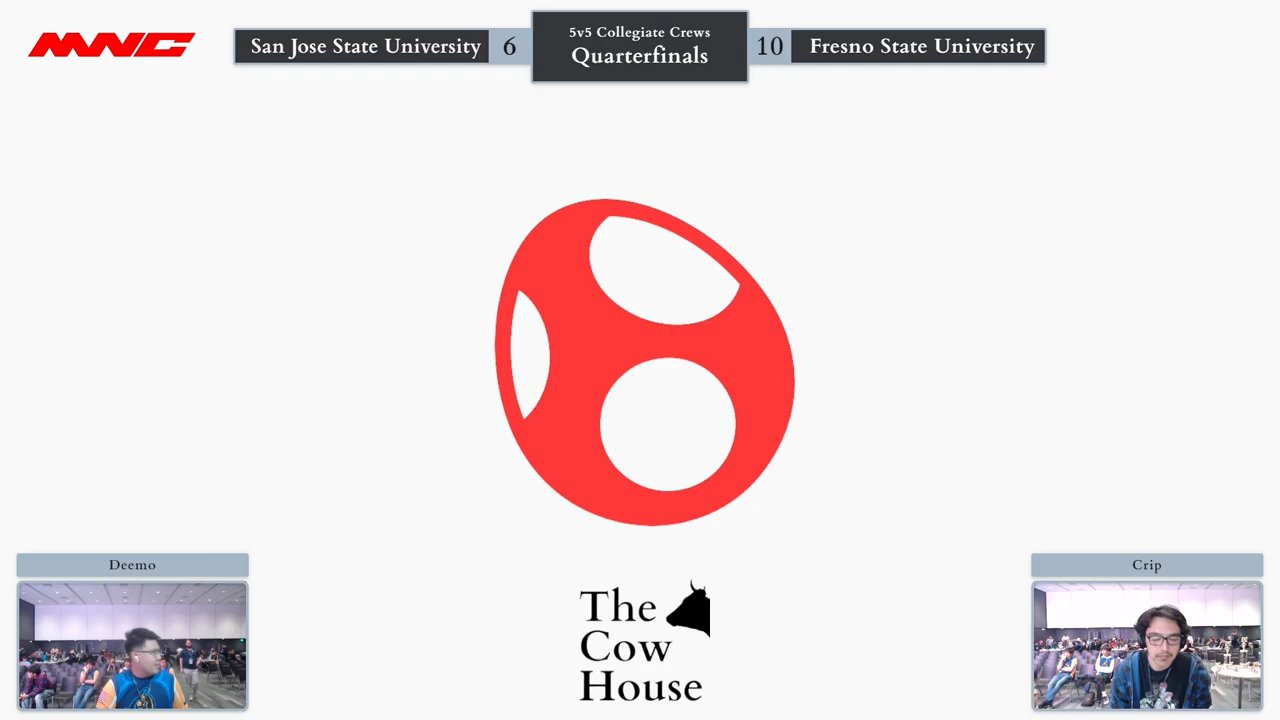 MNC
San Jose State University
6
5v5 Collegiate Crews
Quarterfinals
10
Fresno State University
Deemo
Crip
The
Cow
House